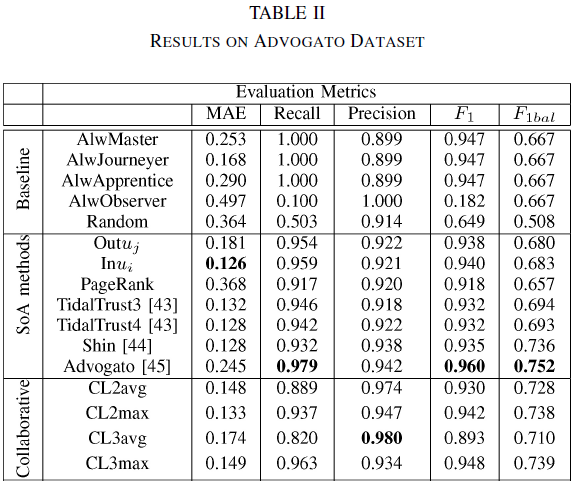 TABLE II
RESULTS ON ADVOGATO DATASET
Evaluation Metrics
MAE Recall Precision F1 F1bal
Baseline
AlwMaster 0.253 1.000 0.899 0.947 0.667
AlwJourneyer 0.168 1.000 0.899 0.947 0.667
AlwApprentice 0.290 1.000 0.899 0.947 0.667
AlwObserver 0.497 0.100 1.000 0.182 0.667
Random 0.364 0.503 0.914 0.649 0.508
SoA methods
Outuj 0.181 0.954 0.922 0.938 0.680
Inui 0.126 0.959 0.921 0.940 0.683
PageRank 0.368 0.917 0.920 0.918 0.657
TidalTrust3 [43] 0.132 0.946 0.918 0.932 0.694
TidalTrust4 [43] 0.128 0.942 0.922 0.932 0.693
Shin [44] 0.128 0.932 0.938 0.935 0.736
Advogato [45] 0.245 0.979 0.942 0.960 0.752
Collaborative
CL2avg 0.148 0.889 0.974 0.930 0.728
CL2max 0.133 0.937 0.947 0.942 0.738
CL3avg 0.174 0.820 0.980 0.893 0.710
CL3max 0.149 0.963 0.934 0.948 0.739